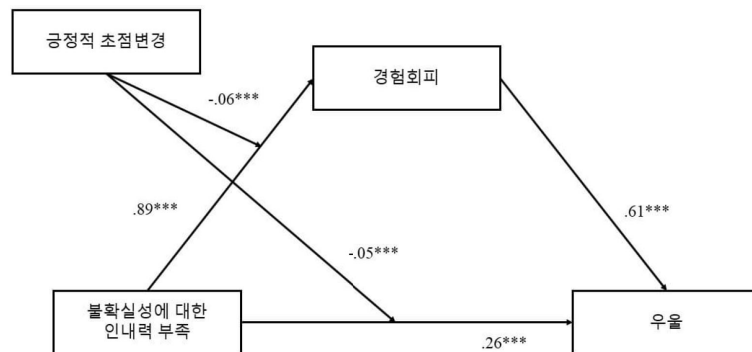 긍정적 초점변경
경험회피
-.06***
.89***
.61***
-.05***
불확실성에 대한
인내력 부족
우울
.26***